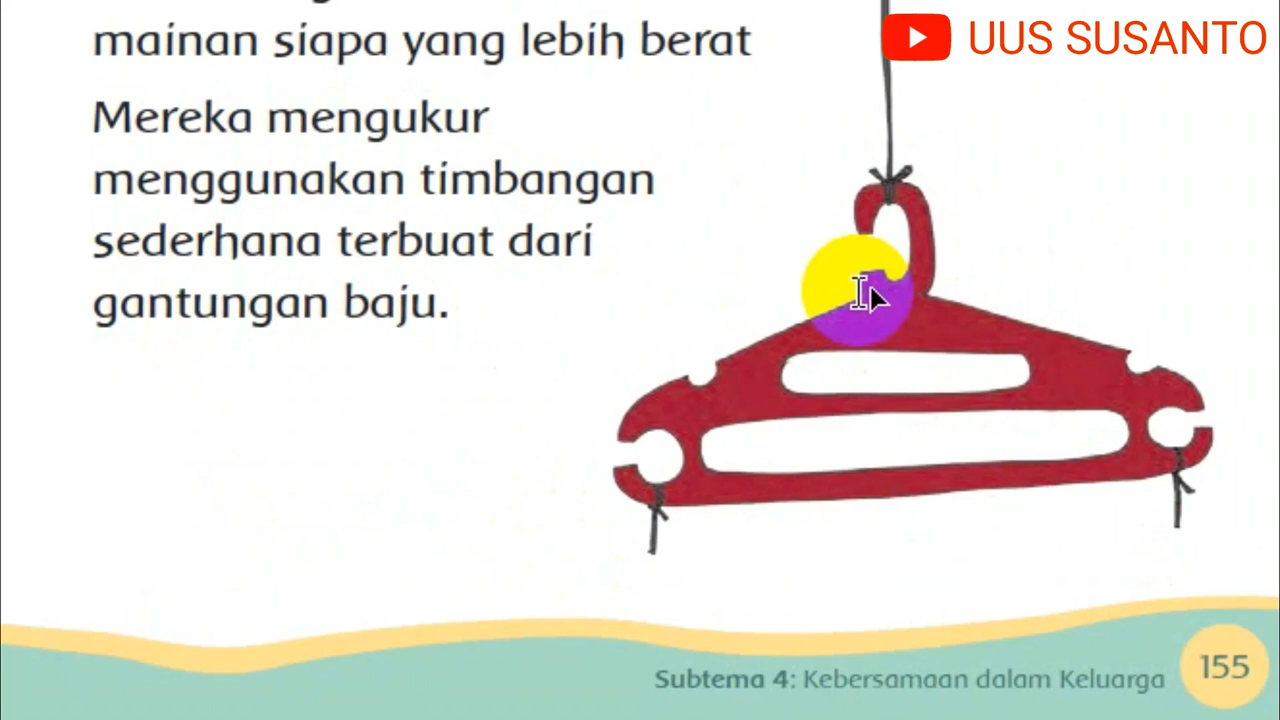 UUS SUSANTO
mainan siapa yang lebih berat
Mereka mengukur
menggunakan timbangan
sederhana terbuat dari
gantungan baju.
Subtema 4: Kebersamaan dalam Keluarga
155